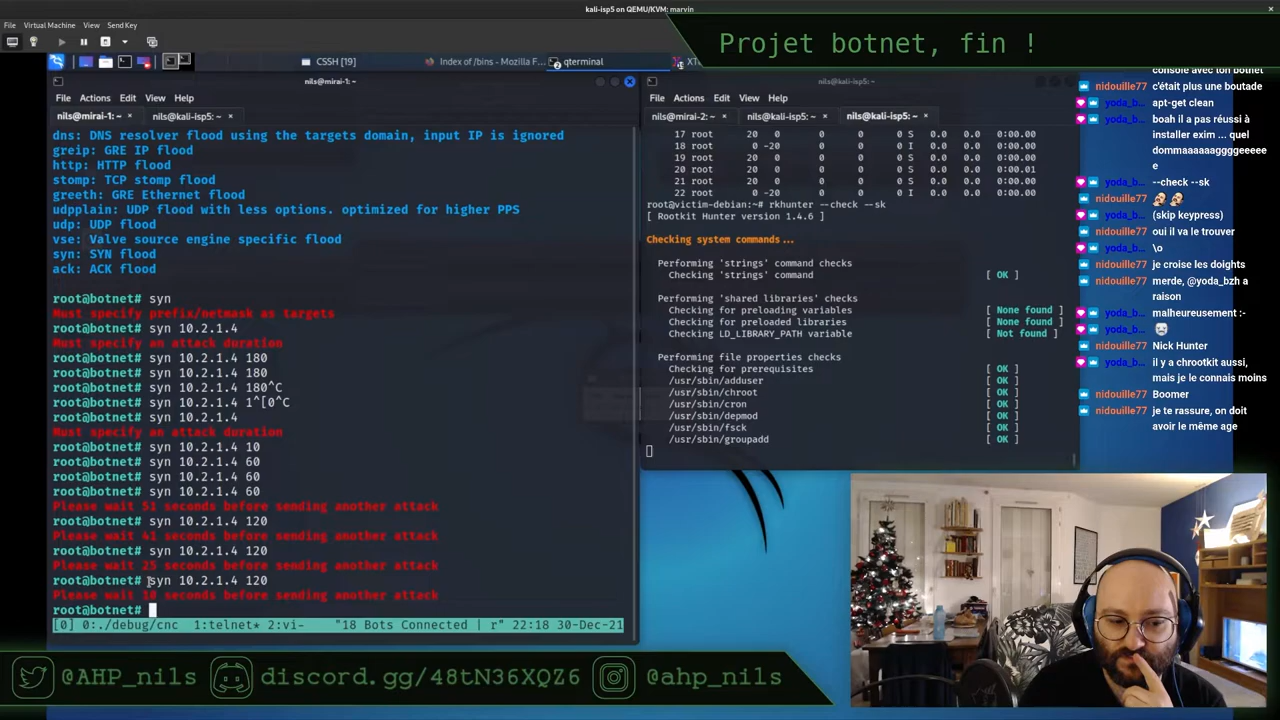 kali-isp5 on QEMU/KVM: marvin
File Virtual Machine View Send Key
Projet botnet, fin !
CSSH [19]
Index of /bins - Mozilla F...
qterminal
nils@mirai-1: ~
File Actions Edit View Help
nils@mirai-1: ~ nils@kali-isp5: ~
dns: DNS resolver flood using the targets domain, input IP is ignored
greip: GRE IP flood
http: HTTP flood
stomp: TCP stomp flood
greeth: GRE Ethernet flood
udpplain: UDP flood with less options. optimized for higher PPS
udp: UDP flood
vse: Valve source engine specific flood
syn: SYN flood
ack: ACK flood
root@botnet# syn
Must specify prefix/netmask as targets
root@botnet# syn 10.2.1.4
Must specify an attack duration
root@botnet# syn 10.2.1.4 180
root@botnet# syn 10.2.1.4 180
root@botnet# syn 10.2.1.4 180^C
root@botnet# syn 10.2.1.4 1^[0^C
root@botnet# syn 10.2.1.4
Must specify an attack duration
root@botnet# syn 10.2.1.4 10
root@botnet# syn 10.2.1.4 60
root@botnet# syn 10.2.1.4 60
root@botnet# syn 10.2.1.4 60
Please wait 51 seconds before sending another attack
root@botnet# syn 10.2.1.4 120
Please wait 41 seconds before sending another attack
root@botnet# syn 10.2.1.4 120
Please wait 25 seconds before sending another attack
root@botnet# syn 10.2.1.4 120
Please wait 10 seconds before sending another attack
root@botnet#
[0] 0:./debug/cnc 1:telnet* 2:vi- "18 Bots Connected | r" 22:18 30-Dec-21
nils@kali-isp5: ~
File Actions Edit View Help
nils@mirai-2: ~ nils@kali-isp5: ~ nils@kali-isp5: ~
17 root 20 0 0 0 0 S 0.0 0.0 0:00.00
18 root 0 -20 0 0 0 I 0.0 0.0 0:00.00
19 root 20 0 0 0 0 S 0.0 0.0 0:00.00
20 root 20 0 0 0 0 S 0.0 0.0 0:00.01
21 root 20 0 0 0 0 S 0.0 0.0 0:00.00
22 root 0 -20 0 0 0 I 0.0 0.0 0:00.00
root@victim-debian:~# rkhunter --check --sk
[ Rootkit Hunter version 1.4.6 ]
Checking system commands...
Performing 'strings' command checks
Checking 'strings' command [ OK ]
Performing 'shared libraries' checks
Checking for preloading variables [ None found ]
Checking for preloaded libraries [ None found ]
Checking LD_LIBRARY_PATH variable [ Not found ]
Performing file properties checks
Checking for prerequisites [ OK ]
/usr/sbin/adduser [ OK ]
/usr/sbin/chroot [ OK ]
/usr/sbin/cron [ OK ]
/usr/sbin/depmod [ OK ]
/usr/sbin/fsck [ OK ]
/usr/sbin/groupadd [ OK ]
console avec ton botnet
nidouille77 c'était plus une boutade
yoda_b... apt-get clean
yoda_b... boah il a pas réussi à
installer exim ... quel
dommaaaaagggeeeee
e
yoda_b... --check --sk
nidouille77
yoda_b... (skip keypress)
nidouille77 oui il va le trouver
yoda_b... \o
nidouille77 je croise les doights
nidouille77 merde, @yoda_bzh a
raison
yoda_b... malheureusement :-
yoda_b...
nidouille77 Nick Hunter
yoda_b... il y a chrootkit aussi,
mais je le connais moins
nidouille77 Boomer
nidouille77 je te rassure, on doit
avoir le même age
@AHP_nils discord.gg/48tN36XQZ6 @ahp_nils